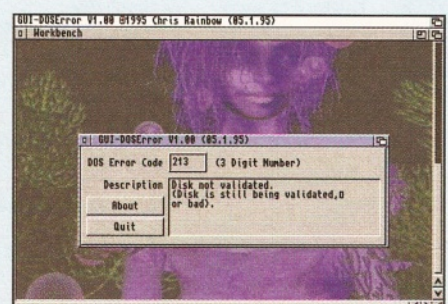 GUI-DOSError V1.00 ©1995 Chris Rainbow (05.1.95)
Workbench
GUI-DOSError V1.00 (05.1.95)
DOS Error Code 213 (3 Digit Number)
Description Disk not validated.
(Disk is still being validated,▯
or bad).
About
Quit